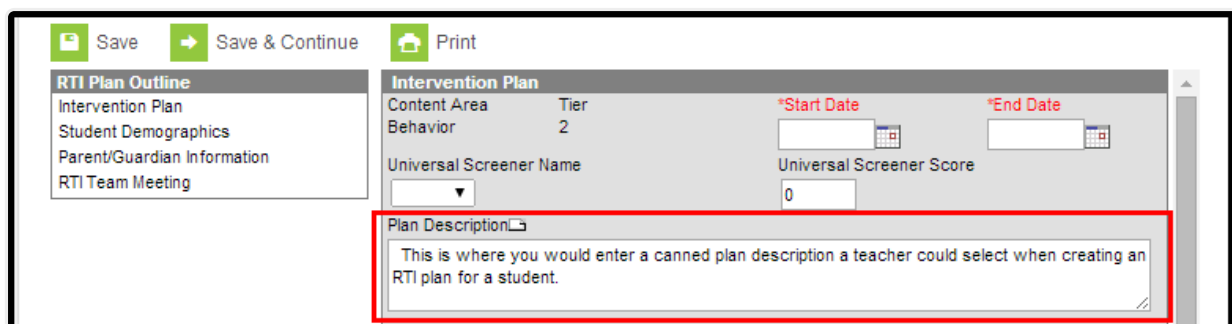 Save Save & Continue Print
RTI Plan Outline
Intervention Plan
Student Demographics
Parent/Guardian Information
RTI Team Meeting
Intervention Plan
Content Area Tier *Start Date *End Date
Behavior 2
Universal Screener Name Universal Screener Score
0
Plan Description
This is where you would enter a canned plan description a teacher could select when creating an
RTI plan for a student.